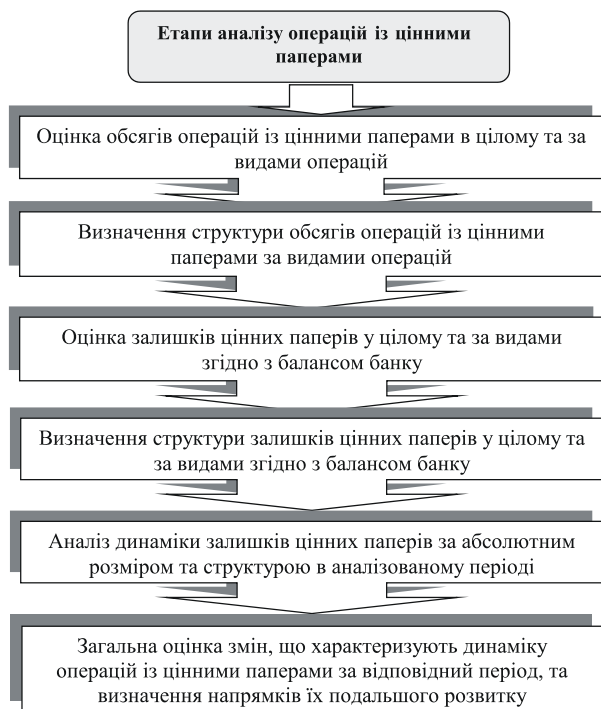 Етапи аналізу операцій із цінними
паперами
Оцінка обсягів операцій із цінними паперами в цілому та за
видами операцій
Визначення структури обсягів операцій із цінними
паперами за видамии операцій
Оцінка залишків цінних паперів у цілому та за видами
згідно з балансом банку
Визначення структури залишків цінних паперів у цілому та
за видами згідно з балансом банку
Аналіз динаміки залишків цінних паперів за абсолютним
розміром та структурою в аналізованому періоді
Загальна оцінка змін, що характеризують динаміку
операцій із цінними паперами за відповідний період, та
визначення напрямків їх подальшого розвитку